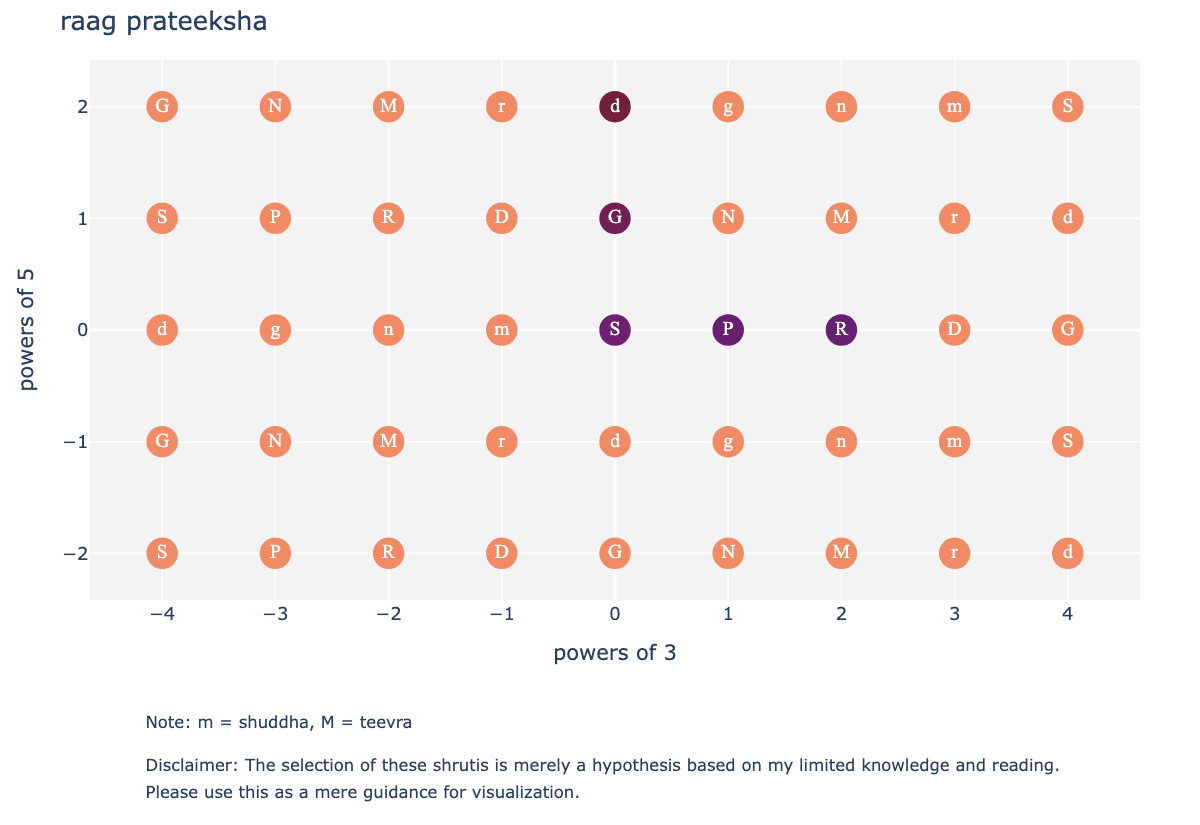 raag prateeksha
2 G N M r d g n m S
1 S P R D G N M r d
powers of 5
0 d g n m S P R D G
−1 G N M r d g n m S
−2 S P R D G N M r d
−4 −3 −2 −1 0 1 2 3 4
powers of 3
Note: m = shuddha, M = teevra
Disclaimer: The selection of these shrutis is merely a hypothesis based on my limited knowledge and reading.
Please use this as a mere guidance for visualization.